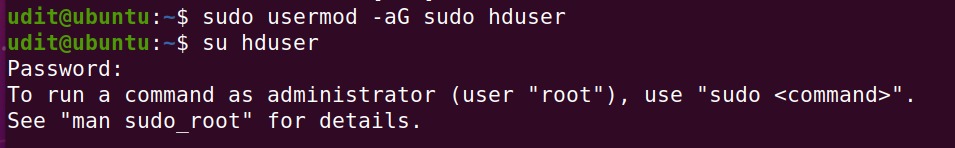 udit@ubuntu:~$ sudo usermod -aG sudo hduser
udit@ubuntu:~$ su hduser
Password:
To run a command as administrator (user "root"), use "sudo <command>".
See "man sudo_root" for details.